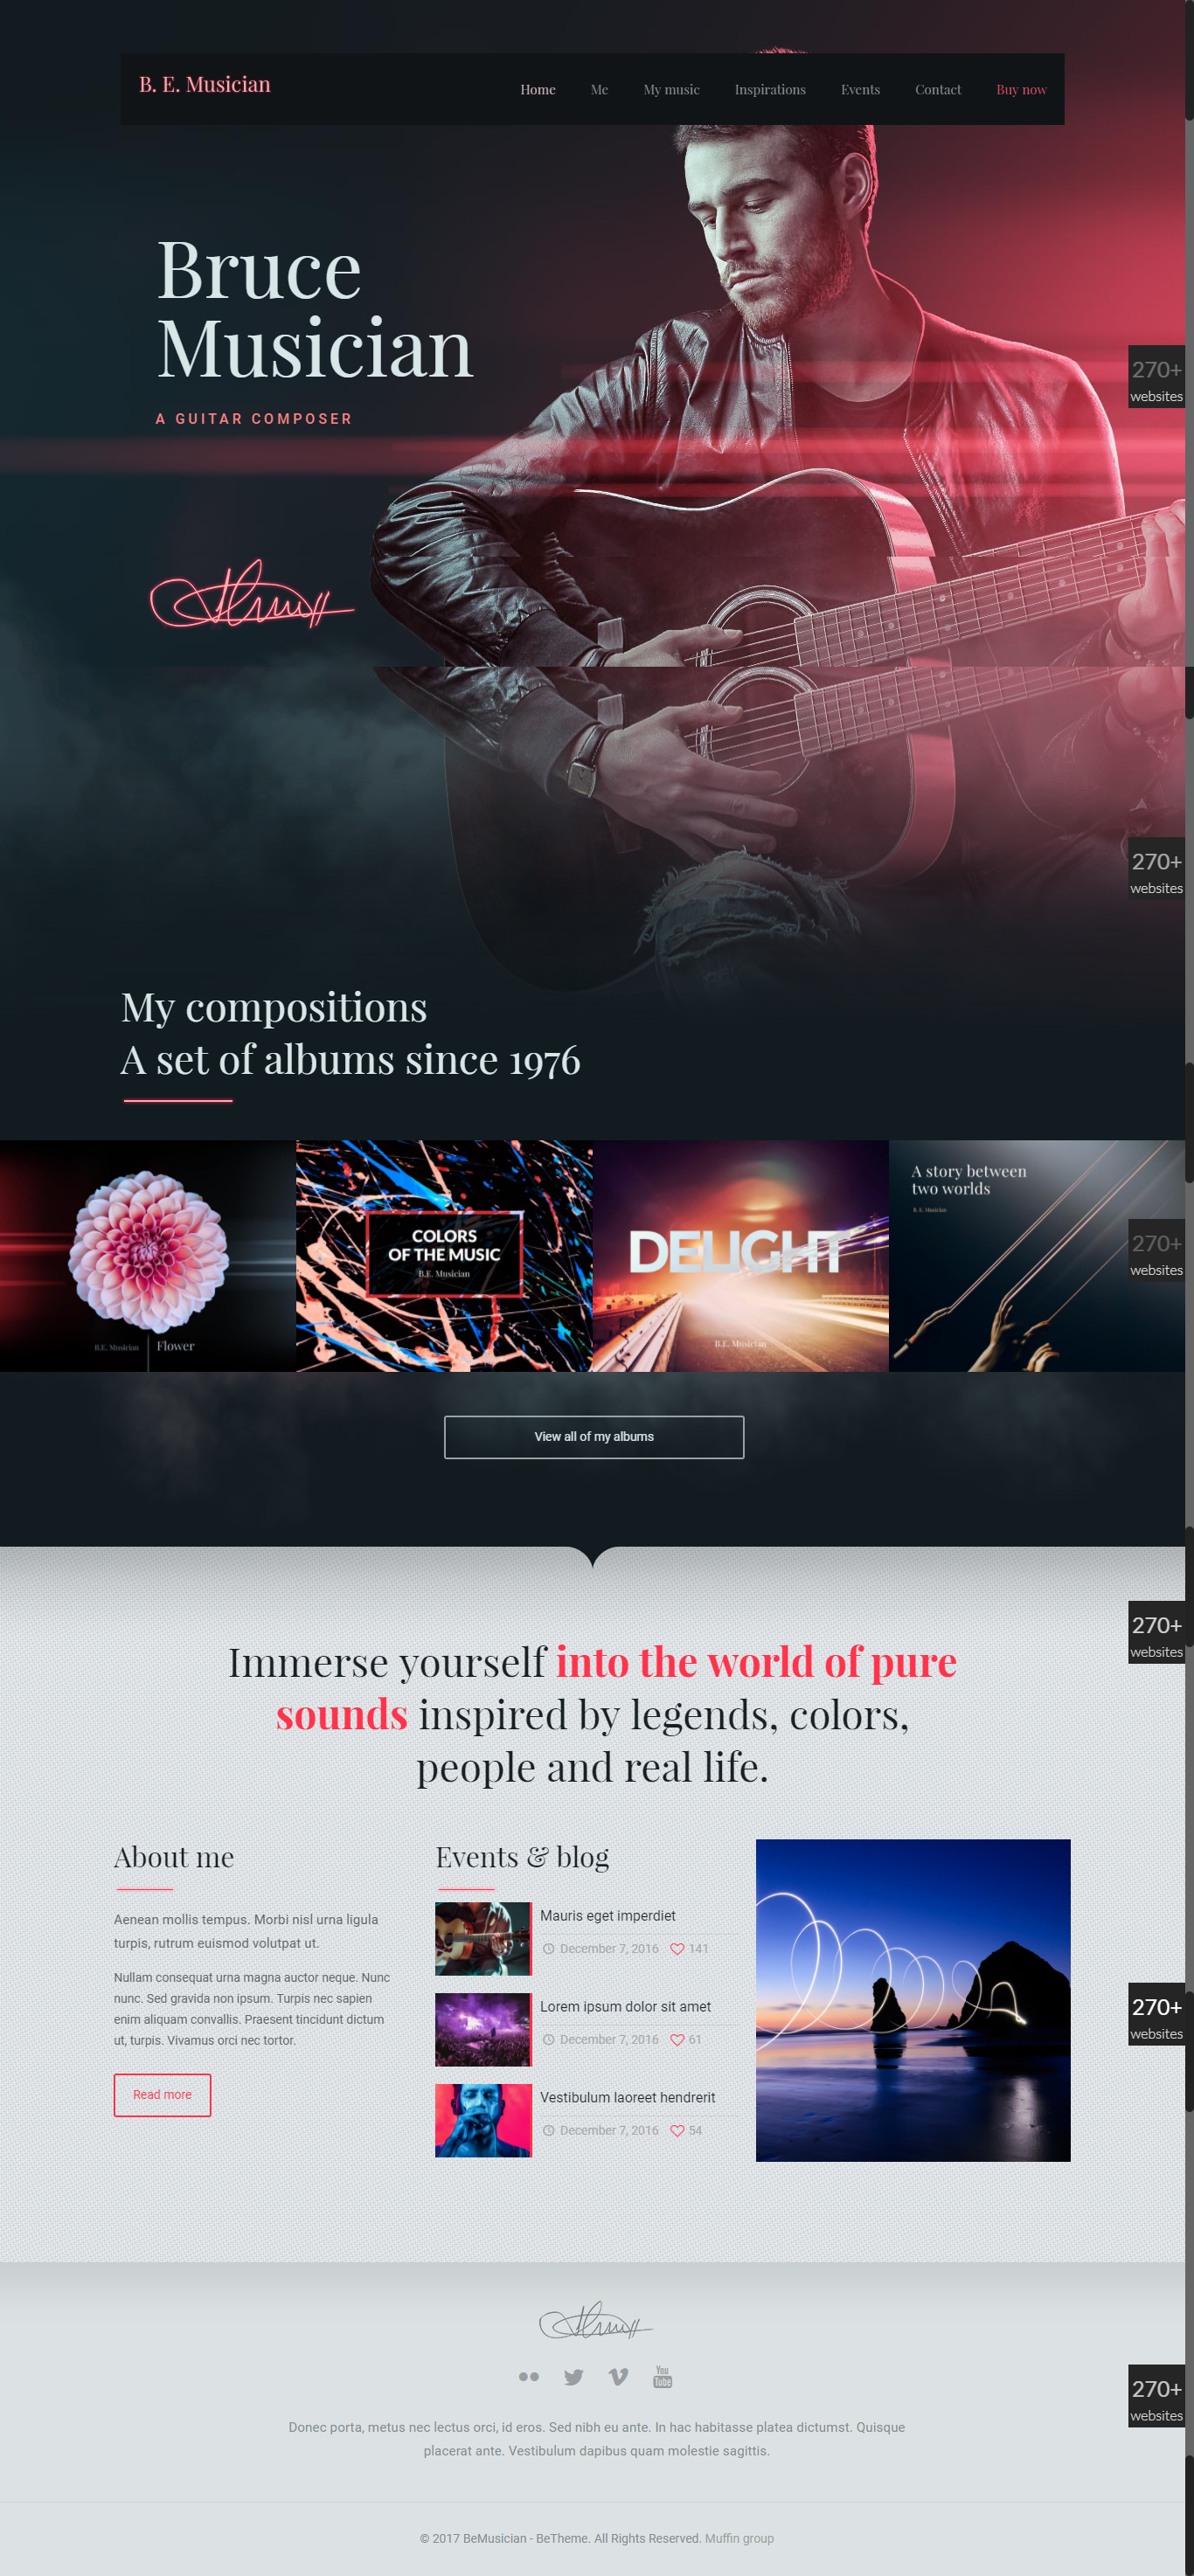 B. E. Musician
Home Me My music Inspirations Events Contact Buy now
Bruce
Musician
A GUITAR COMPOSER
270+
websites
270+
websites
My compositions
A set of albums since 1976
B.E. Musician Flower
COLORS
OF THE MUSIC
B.E. Musician
DELIGHT
B.E. Musician
A story between
two worlds
B. E. Musician
270+
websites
View all of my albums
270+
websites
Immerse yourself into the world of pure
sounds inspired by legends, colors,
people and real life.
About me
Aenean mollis tempus. Morbi nisl urna ligula
turpis, rutrum euismod volutpat ut.
Nullam consequat urna magna auctor neque. Nunc
nunc. Sed gravida non ipsum. Turpis nec sapien
enim aliquam convallis. Praesent tincidunt dictum
ut, turpis. Vivamus orci nec tortor.
Read more
Events & blog
Mauris eget imperdiet
December 7, 2016 141
Lorem ipsum dolor sit amet
December 7, 2016 61
Vestibulum laoreet hendrerit
December 7, 2016 54
270+
websites
You
Tube
270+
websites
Donec porta, metus nec lectus orci, id eros. Sed nibh eu ante. In hac habitasse platea dictumst. Quisque
placerat ante. Vestibulum dapibus quam molestie sagittis.
© 2017 BeMusician - BeTheme. All Rights Reserved. Muffin group